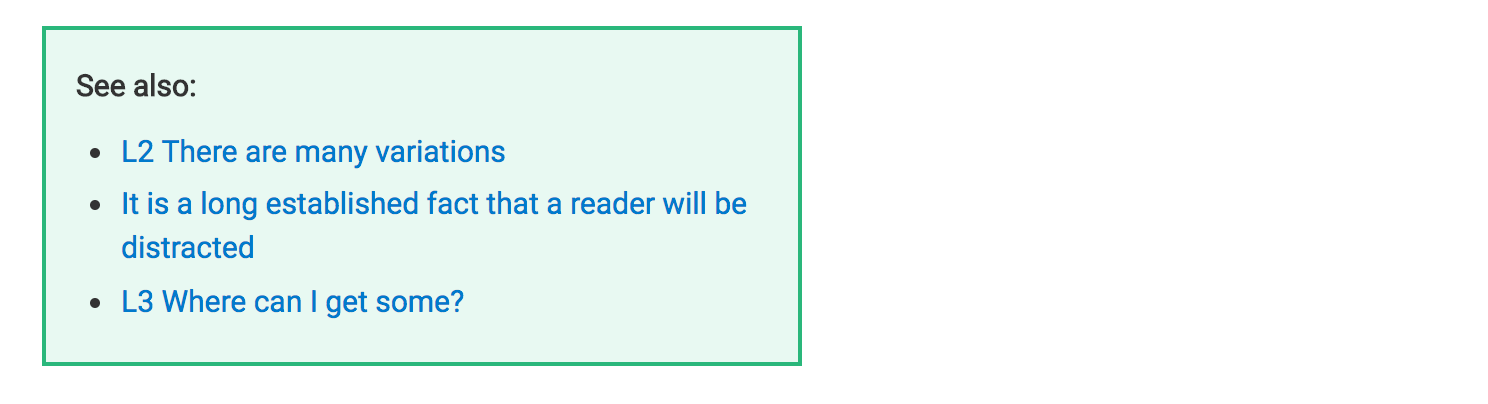 See also:
L2 There are many variations
It is a long established fact that a reader will be
distracted
L3 Where can I get some?